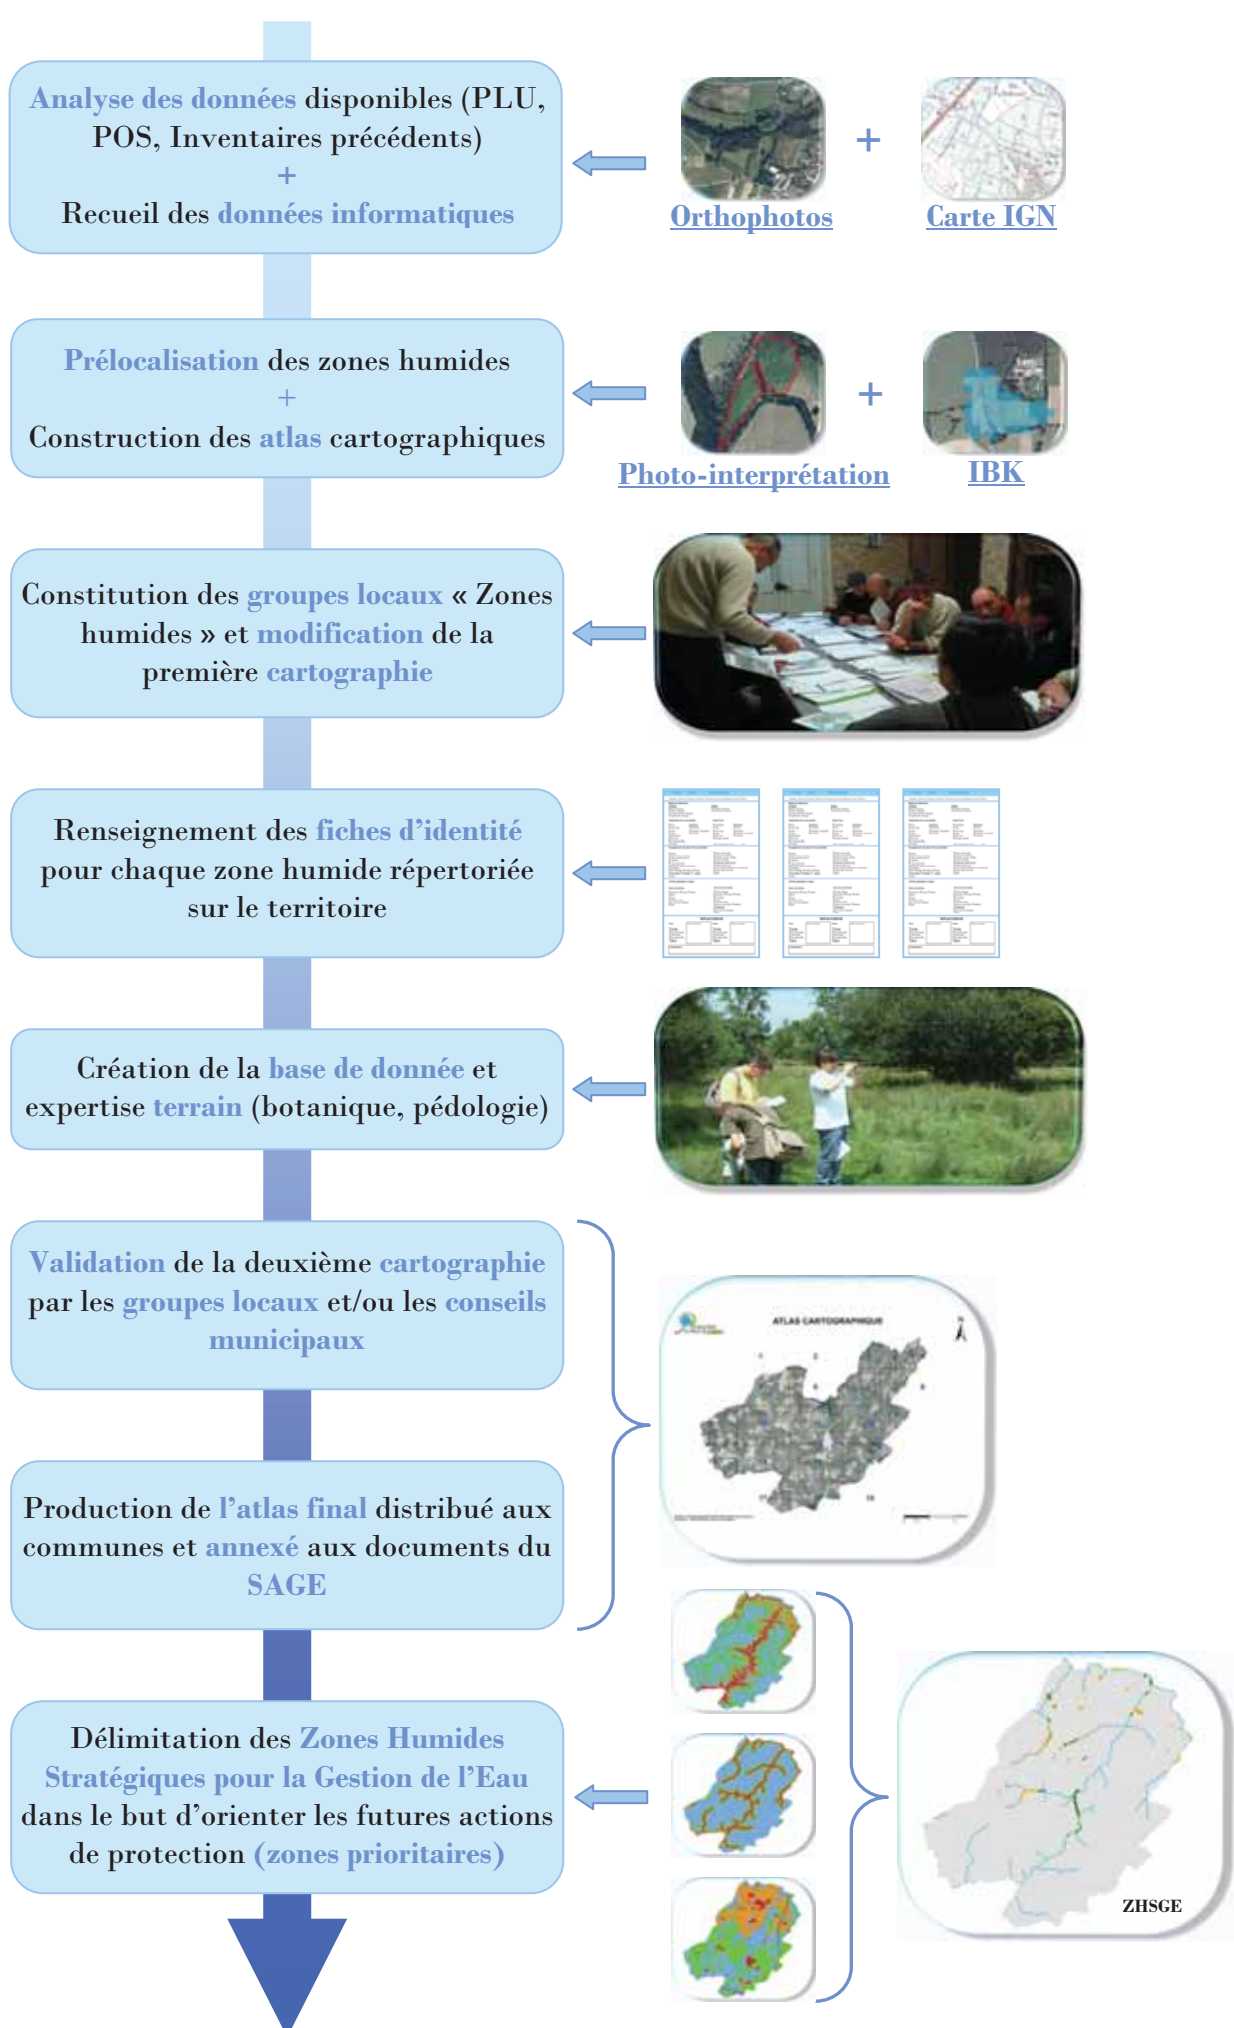 Analyse des données disponibles (PLU,
POS, Inventaires précédents)
+
Recueil des données informatiques
+
Orthophotos
Carte IGN
Prélocalisation des zones humides
+
Construction des atlas cartographiques
+
Photo-interprétation
IBK
Constitution des groupes locaux « Zones
humides » et modification de la
première cartographie
Renseignement des fiches d’identité
pour chaque zone humide répertoriée
sur le territoire
Création de la base de donnée et
expertise terrain (botanique, pédologie)
Validation de la deuxième cartographie
par les groupes locaux et/ou les conseils
municipaux
ATLAS CARTOGRAPHIQUE
Production de l’atlas final distribué aux
communes et annexé aux documents du
SAGE
Délimitation des Zones Humides
Stratégiques pour la Gestion de l’Eau
dans le but d’orienter les futures actions
de protection (zones prioritaires)
ZHSGE